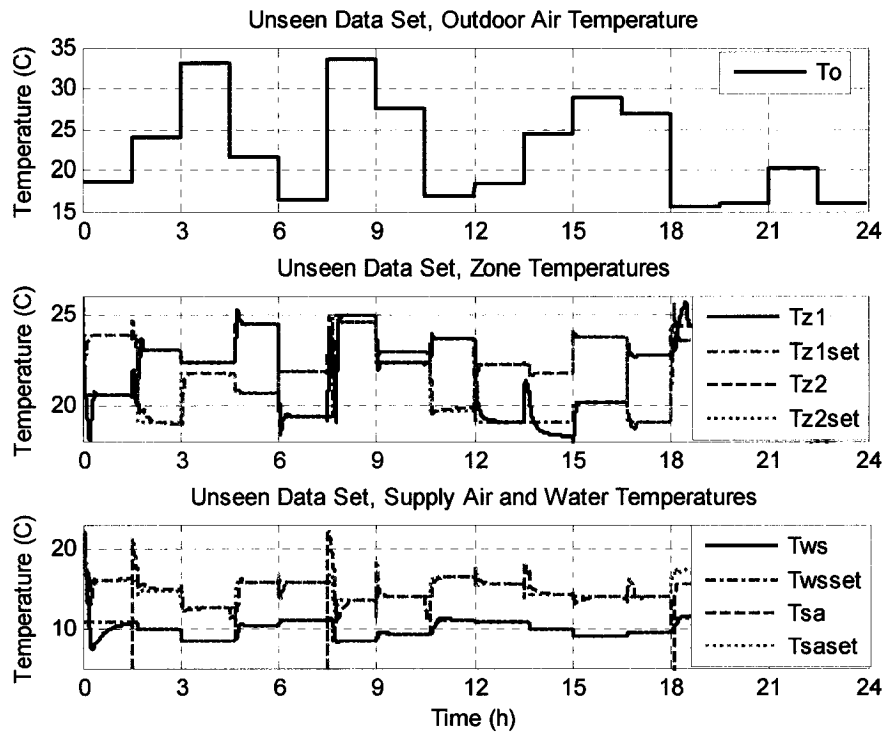 Unseen Data Set, Outdoor Air Temperature
Temperature (C)
35
30
25
20
15
To
0 3 6 9 12 15 18 21 24
Unseen Data Set, Zone Temperatures
Temperature (C)
25
20
Tz1
Tz1set
Tz2
Tz2set
0 3 6 9 12 15 18 21 24
Unseen Data Set, Supply Air and Water Temperatures
Temperature (C)
20
10
Tws
Twsset
Tsa
Tsaset
0 3 6 9 12 15 18 21 24
Time (h)